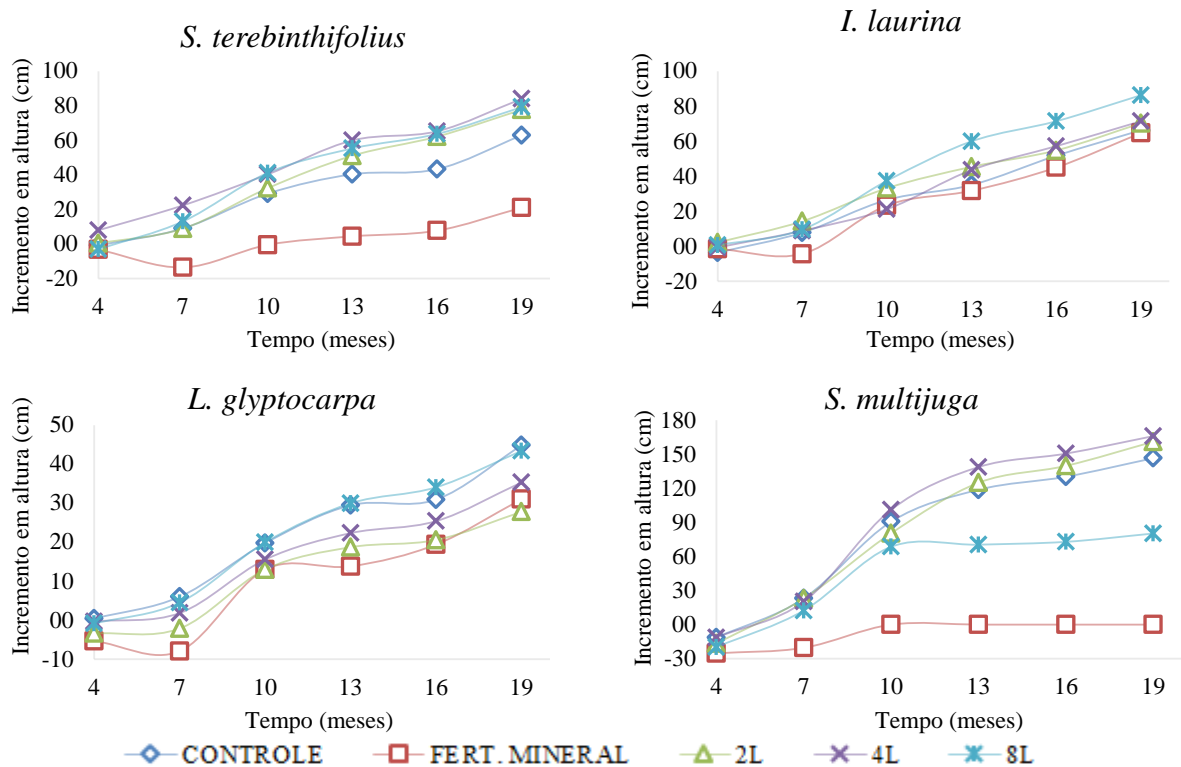 S. terebinthifolius
Incremento em altura (cm)
100
80
60
40
20
00
-20
4 7 10 13 16 19
Tempo (meses)
I. laurina
Incremento em altura (cm)
100
80
60
40
20
00
-20
4 7 10 13 16 19
Tempo (meses)
L. glyptocarpa
Incremento em altura (cm)
50
40
30
20
10
00
-10
4 7 10 13 16 19
Tempo (meses)
S. multijuga
Incremento em altura (cm)
180
150
120
90
60
30
00
-30
4 7 10 13 16 19
Tempo (meses)
CONTROLE FERT. MINERAL 2L 4L 8L